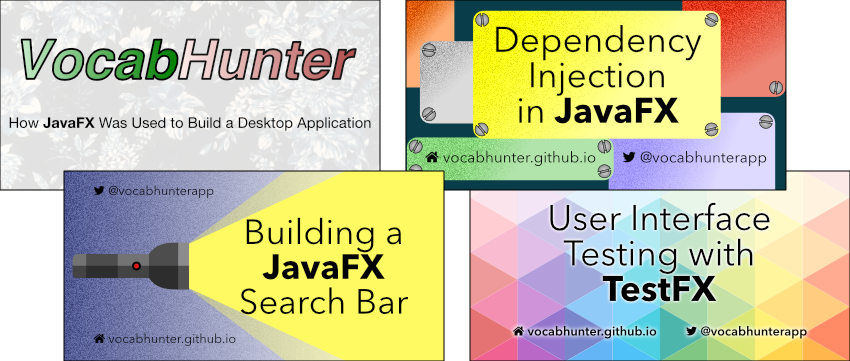 VocabHunter
How JavaFX Was Used to Build a Desktop Application
Dependency
Injection
in JavaFX
vocabhunter.github.io
@vocabhunterapp
@vocabhunterapp
Building a
JavaFX
Search Bar
vocabhunter.github.io
User Interface
Testing with
TestFX
vocabhunter.github.io
@vocabhunterapp